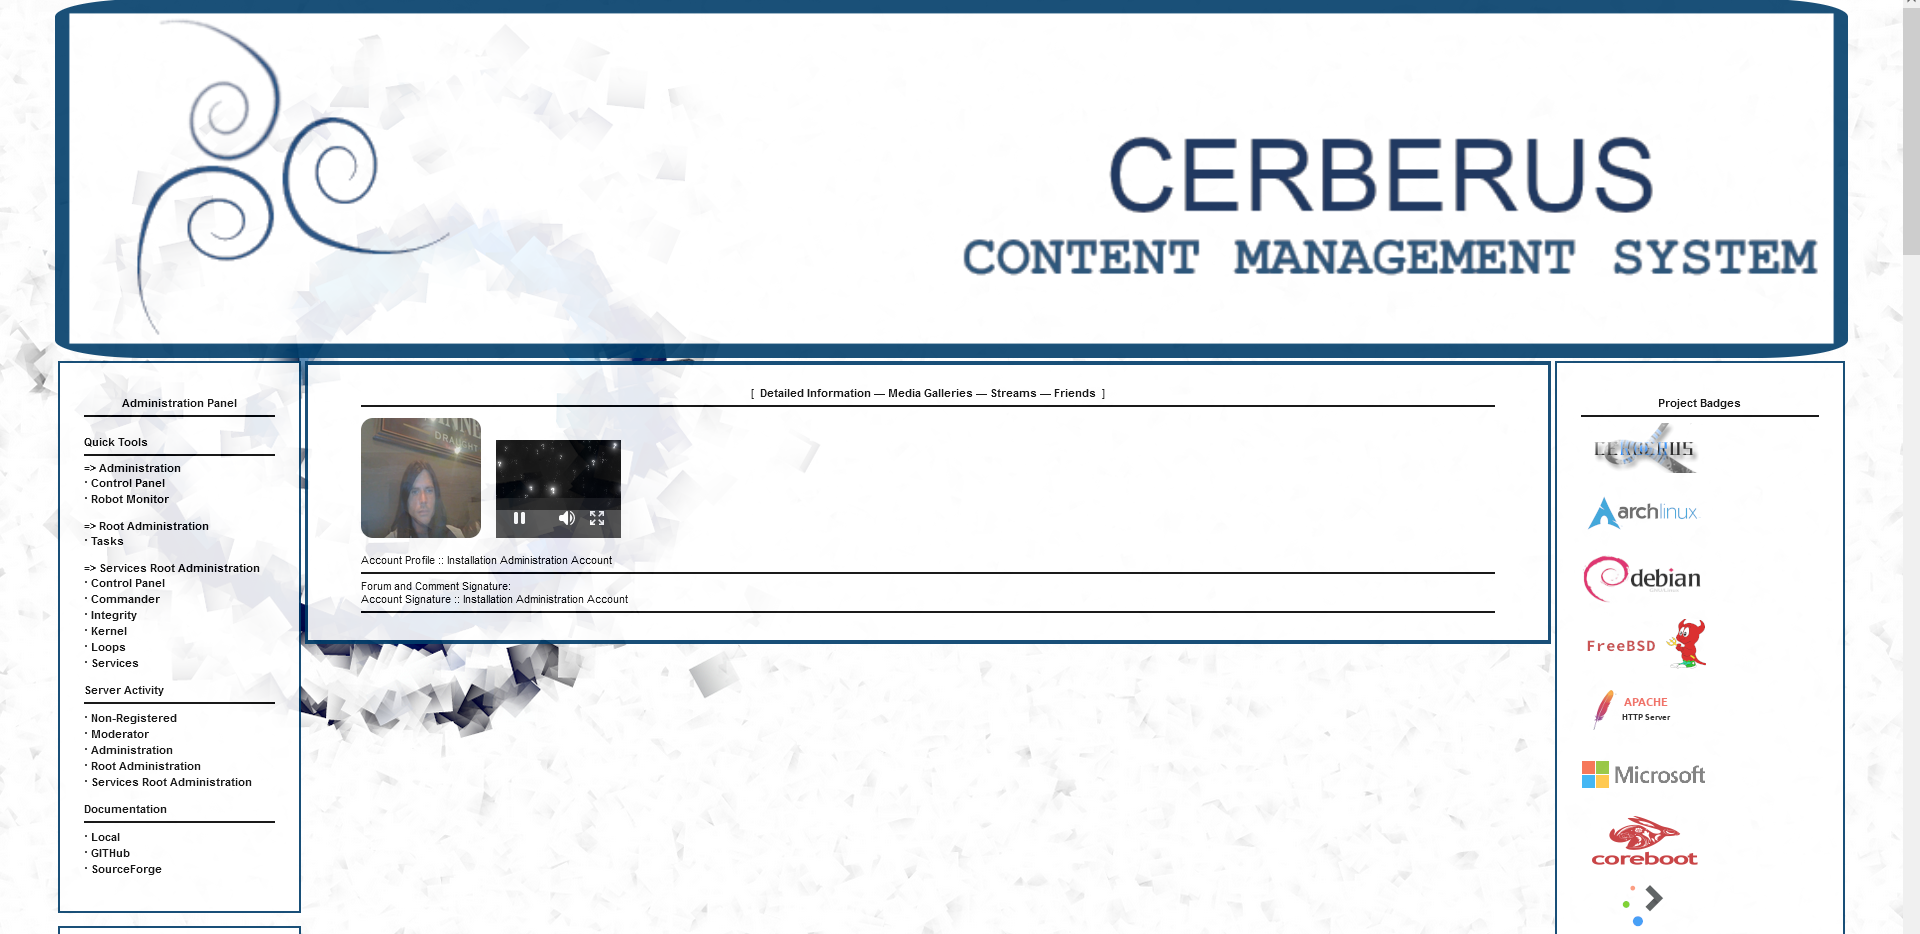 CERBERUS
CONTENT MANAGEMENT SYSTEM
Administration Panel
Quick Tools
=> Administration
· Control Panel
· Robot Monitor
=> Root Administration
· Tasks
=> Services Root Administration
· Control Panel
· Commander
· Integrity
· Kernel
· Loops
· Services
Server Activity
· Non-Registered
· Moderator
· Administration
· Root Administration
· Services Root Administration
Documentation
· Local
· GITHub
· SourceForge
[ Detailed Information — Media Galleries — Streams — Friends ]
DRAUGHT
Account Profile :: Installation Administration Account
Forum and Comment Signature:
Account Signature :: Installation Administration Account
Project Badges
CERBERUS
archlinux
debian
FreeBSD
APACHE
HTTP Server
Microsoft
coreboot